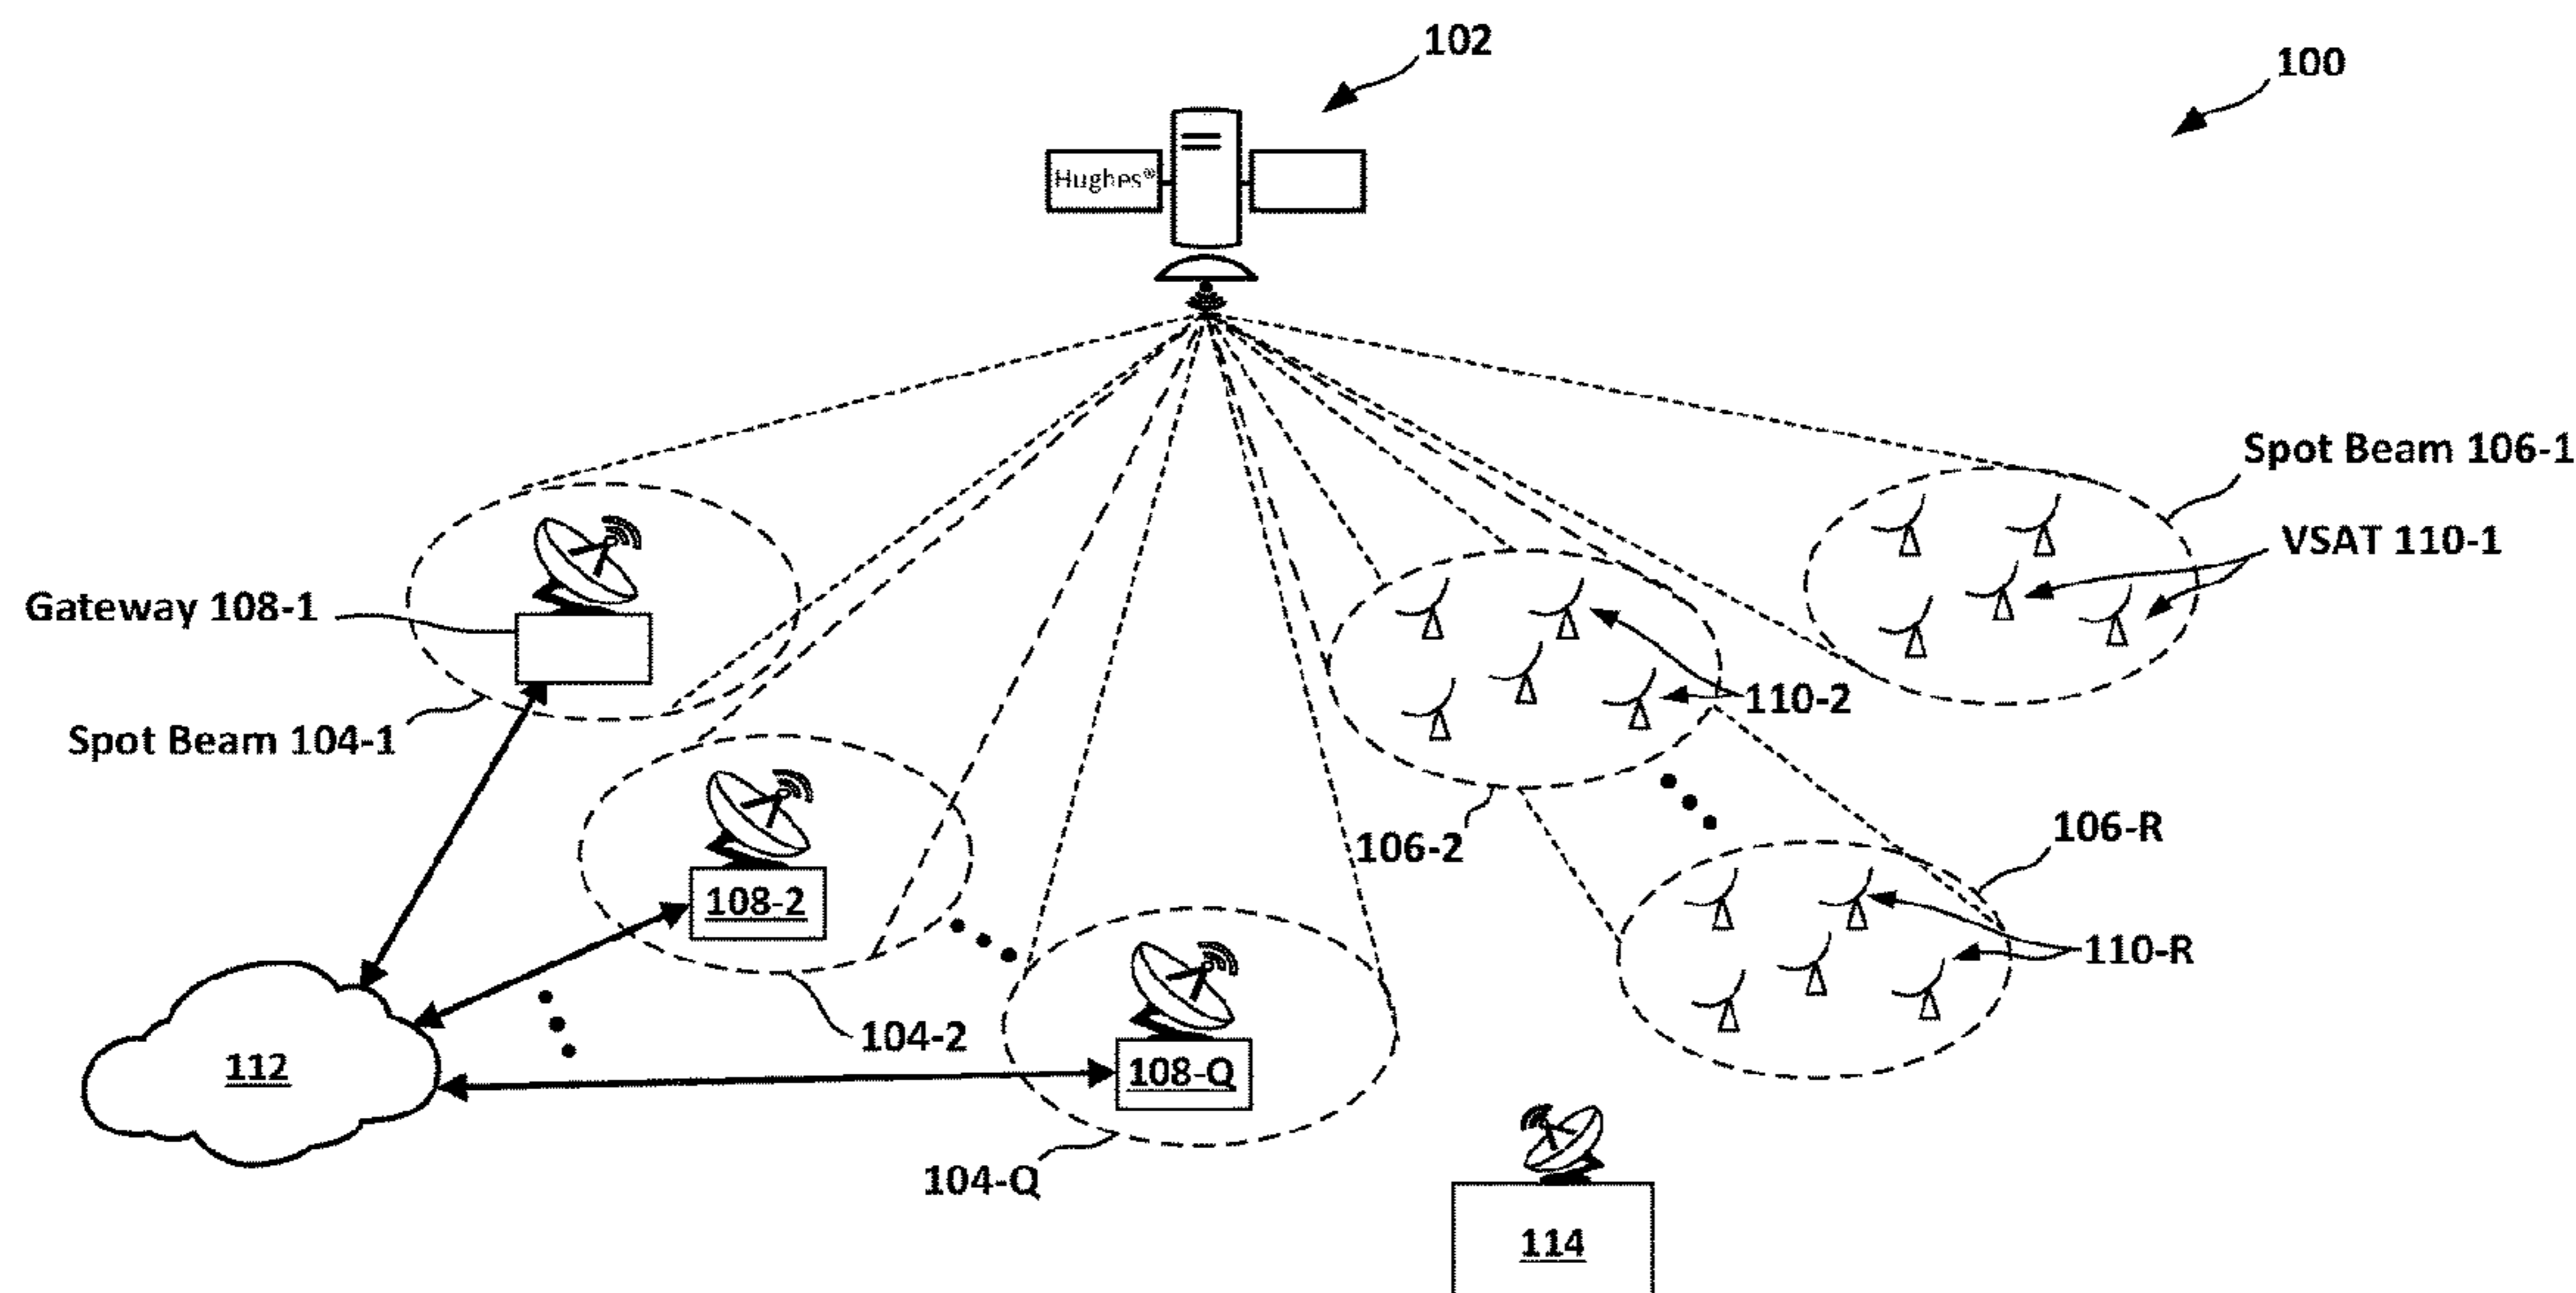 102
100
Hughes®
Spot Beam 106-1
VSAT 110-1
Gateway 108-1
110-2
Spot Beam 104-1
106-2
106-R
108-2
110-R
104-2
112
108-Q
104-Q
114